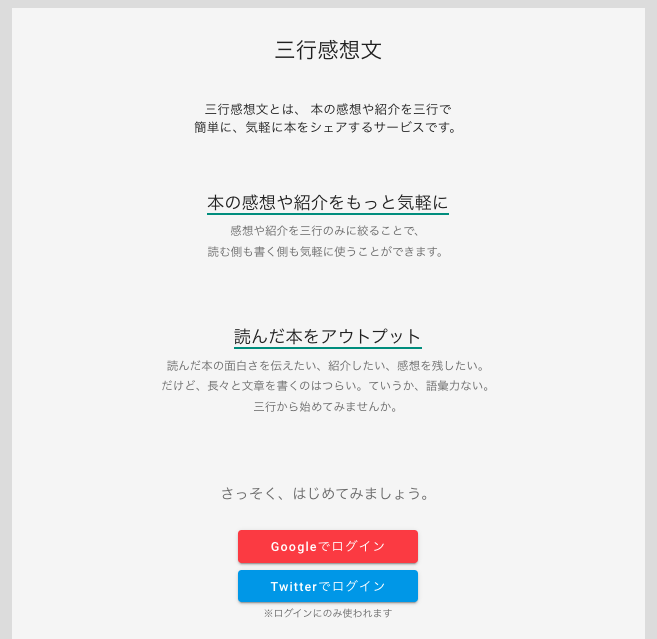 三行感想文
三行感想文とは、 本の感想や紹介を三行で
簡単に、気軽に本をシェアするサービスです。
本の感想や紹介をもっと気軽に
感想や紹介を三行のみに絞ることで、
読む側も書く側も気軽に使うことができます。
読んだ本をアウトプット
読んだ本の面白さを伝えたい、紹介したい、感想を残したい。
だけど、長々と文章を書くのはつらい。ていうか、語彙力ない。
三行から始めてみませんか。
さっそく、はじめてみましょう。
Googleでログイン
Twitterでログイン
※ログインにのみ使われます